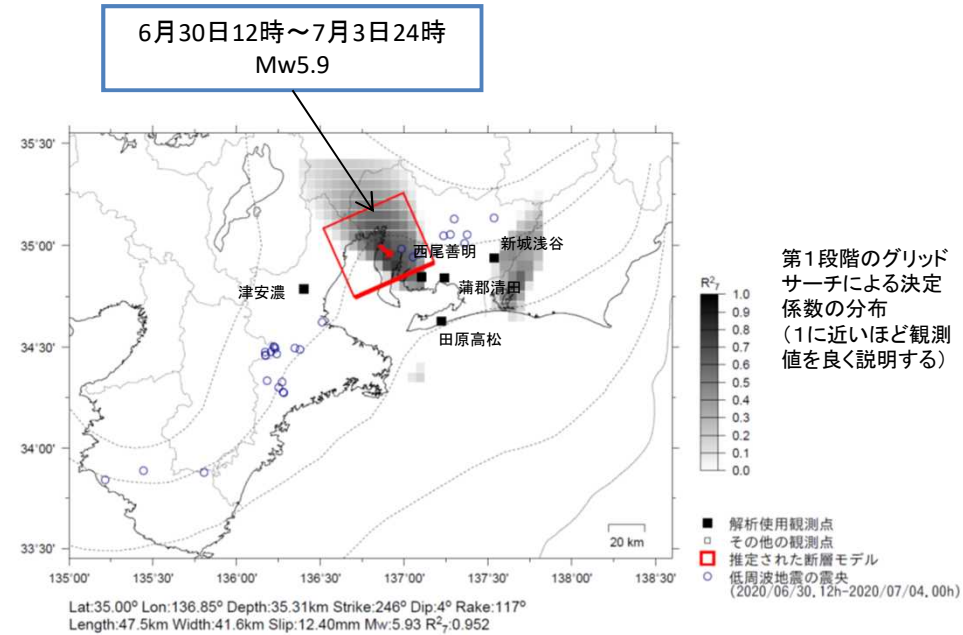 6月30日12時～7月3日24時
Mw5.9
35˚30'
35˚00'
34˚30'
34˚00'
33˚30'
135˚00'
135˚30'
136˚00'
136˚30'
137˚00'
137˚30'
138˚00'
138˚30'
津安濃
西尾善明
新城浅谷
蒲郡清田
田原高松
20 km
R²₇
1.0
0.9
0.8
0.7
0.6
0.5
0.4
0.3
0.2
0.1
0.0
第１段階のグリッド
サーチによる決定
係数の分布
（１に近いほど観測
値を良く説明する）
解析使用観測点
その他の観測点
推定された断層モデル
低周波地震の震央
(2020/06/30, 12h-2020/07/04, 00h)
Lat:35.00° Lon:136.85° Depth:35.31km Strike:246° Dip:4° Rake:117°
Length:47.5km Width:41.6km Slip:12.40mm Mw:5.93 R²₇:0.952